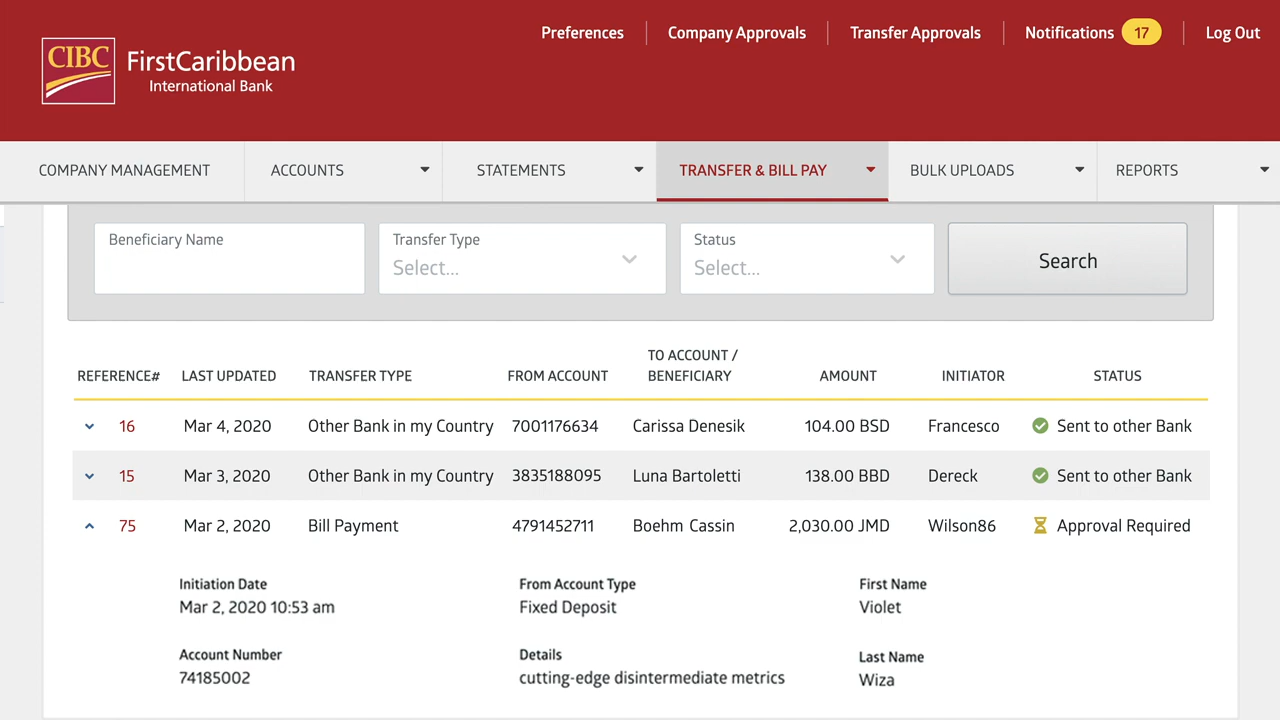 Preferences Company Approvals Transfer Approvals Notifications 17 Log Out
CIBC FirstCaribbean
International Bank
COMPANY MANAGEMENT ACCOUNTS STATEMENTS TRANSFER & BILL PAY BULK UPLOADS REPORTS
Beneficiary Name Transfer Type Status
Select... Select... Search
TO ACCOUNT /
REFERENCE# LAST UPDATED TRANSFER TYPE FROM ACCOUNT BENEFICIARY AMOUNT INITIATOR STATUS
16 Mar 4, 2020 Other Bank in my Country 7001176634 Carissa Denesik 104.00 BSD Francesco Sent to other Bank
15 Mar 3, 2020 Other Bank in my Country 3835188095 Luna Bartoletti 138.00 BBD Dereck Sent to other Bank
75 Mar 2, 2020 Bill Payment 4791452711 Boehm Cassin 2,030.00 JMD Wilson86 Approval Required
Initiation Date From Account Type First Name
Mar 2, 2020 10:53 am Fixed Deposit Violet
Account Number Details Last Name
74185002 cutting-edge disintermediate metrics Wiza